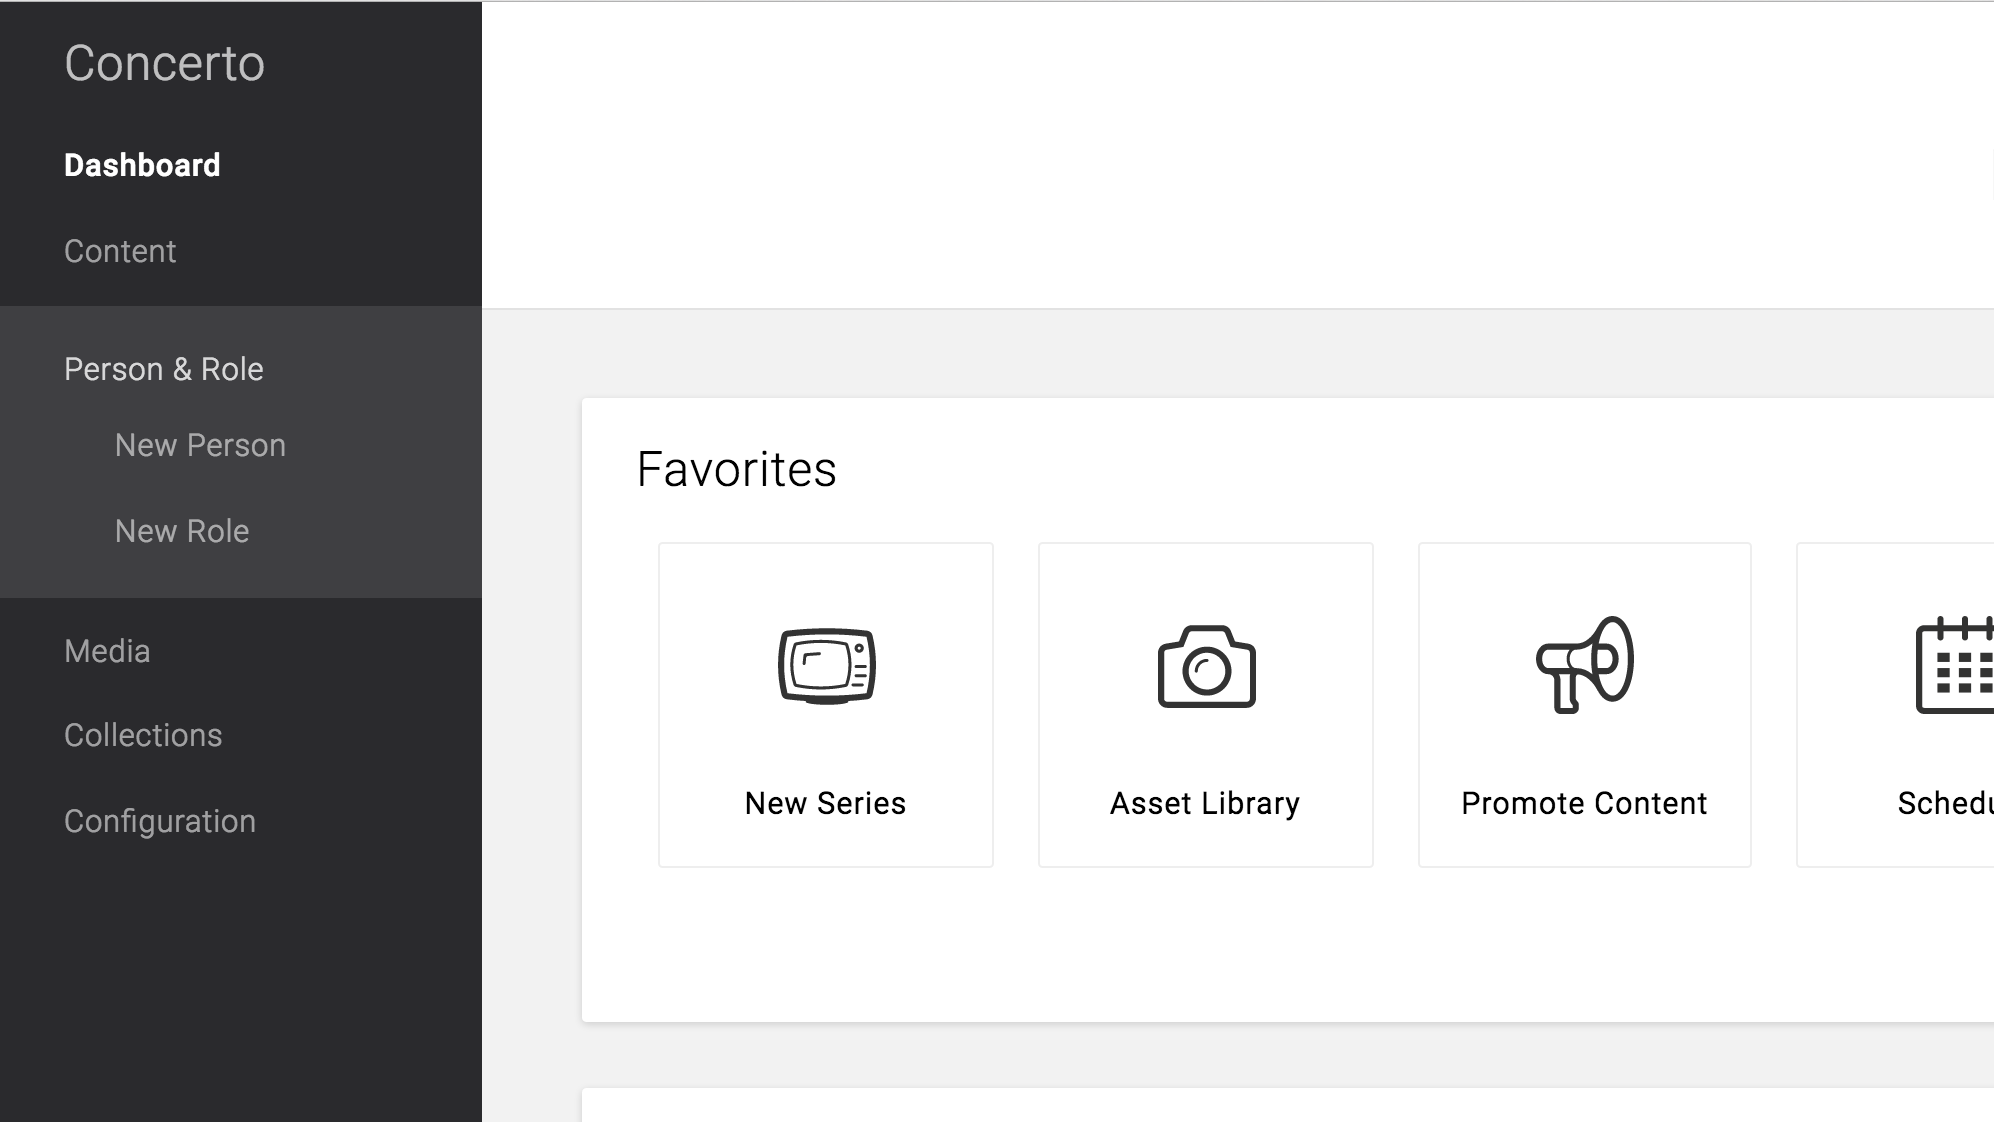 Concerto
Dashboard
Content
Person & Role
New Person
New Role
Media
Collections
Configuration
Favorites
New Series
Asset Library
Promote Content